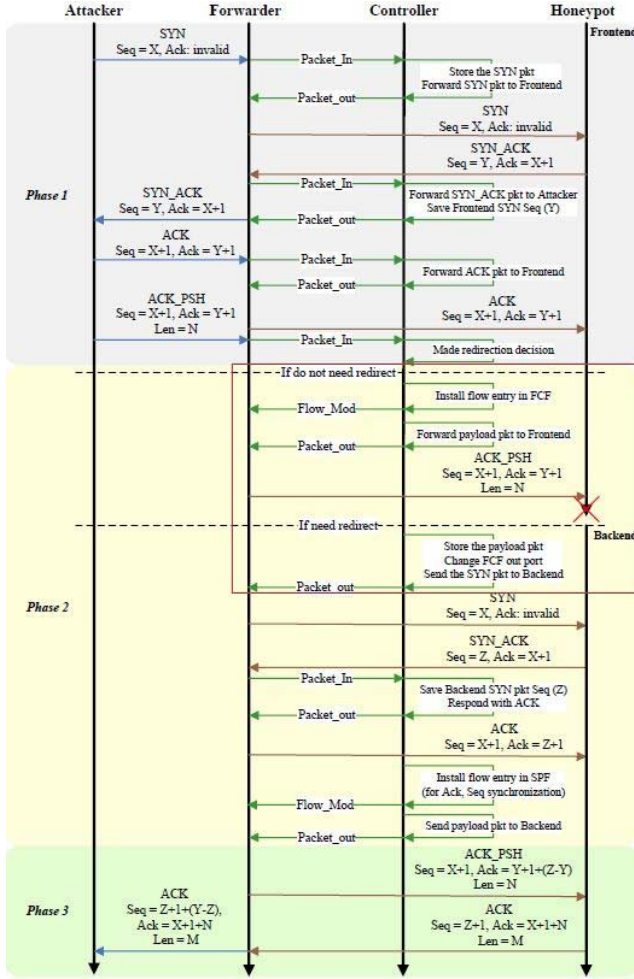 Attacker Forwarder Controller Honeypot
Frontend
SYN
Seq = X, Ack: invalid
Packet_In
Store the SYN pkt
Forward SYN pkt to Frontend
Packet_out
SYN
Seq = X, Ack: invalid
SYN_ACK
Seq = Y, Ack = X+1
Packet_In
Phase 1
SYN_ACK
Seq = Y, Ack = X+1
Forward SYN_ACK pkt to Attacker
Save Frontend SYN Seq (Y)
Packet_out
ACK
Seq = X+1, Ack = Y+1
Packet_In
Forward ACK pkt to Frontend
Packet_out
ACK_PSH
Seq = X+1, Ack = Y+1
Len = N
ACK
Seq = X+1, Ack = Y+1
Packet_In
Made redirection decision
If do not need redirect
Install flow entry in FCF
Flow_Mod
Forward payload pkt to Frontend
Packet_out
ACK_PSH
Seq = X+1, Ack = Y+1
Len = N
If need redirect
Backend
Store the payload pkt
Change FCF out port
Send the SYN pkt to Backend
Packet_out
Phase 2
SYN
Seq = X, Ack: invalid
SYN_ACK
Seq = Z, Ack = X+1
Packet_In
Save Backend SYN pkt Seq (Z)
Respond with ACK
Packet_out
ACK
Seq = X+1, Ack = Z+1
Install flow entry in SPF
(for Ack, Seq synchronization)
Flow_Mod
Send payload pkt to Backend
Packet_out
ACK_PSH
Seq = X+1, Ack = Y+1+(Z-Y)
Len = N
Phase 3
ACK
Seq = Z+1+(Y-Z),
Ack = X+1+N
Len = M
ACK
Seq = Z+1, Ack = X+1+N
Len = M